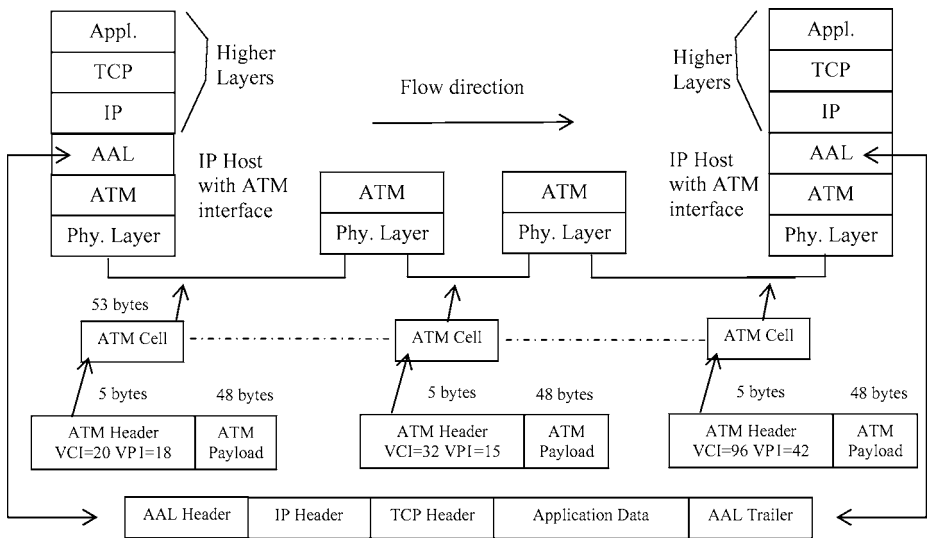 Appl.
TCP
IP
AAL
ATM
Phy. Layer
Higher
Layers
IP Host
with ATM
interface
Flow direction
ATM
Phy. Layer
ATM
Phy. Layer
Higher
Layers
IP Host
with ATM
interface
Appl.
TCP
IP
AAL
ATM
Phy. Layer
53 bytes
ATM Cell
ATM Cell
ATM Cell
5 bytes
48 bytes
5 bytes
48 bytes
5 bytes
48 bytes
ATM Header
VCI=20 VPI=18
ATM
Payload
ATM Header
VCI=32 VPI=15
ATM
Payload
ATM Header
VCI=96 VPI=42
ATM
Payload
AAL Header
IP Header
TCP Header
Application Data
AAL Trailer